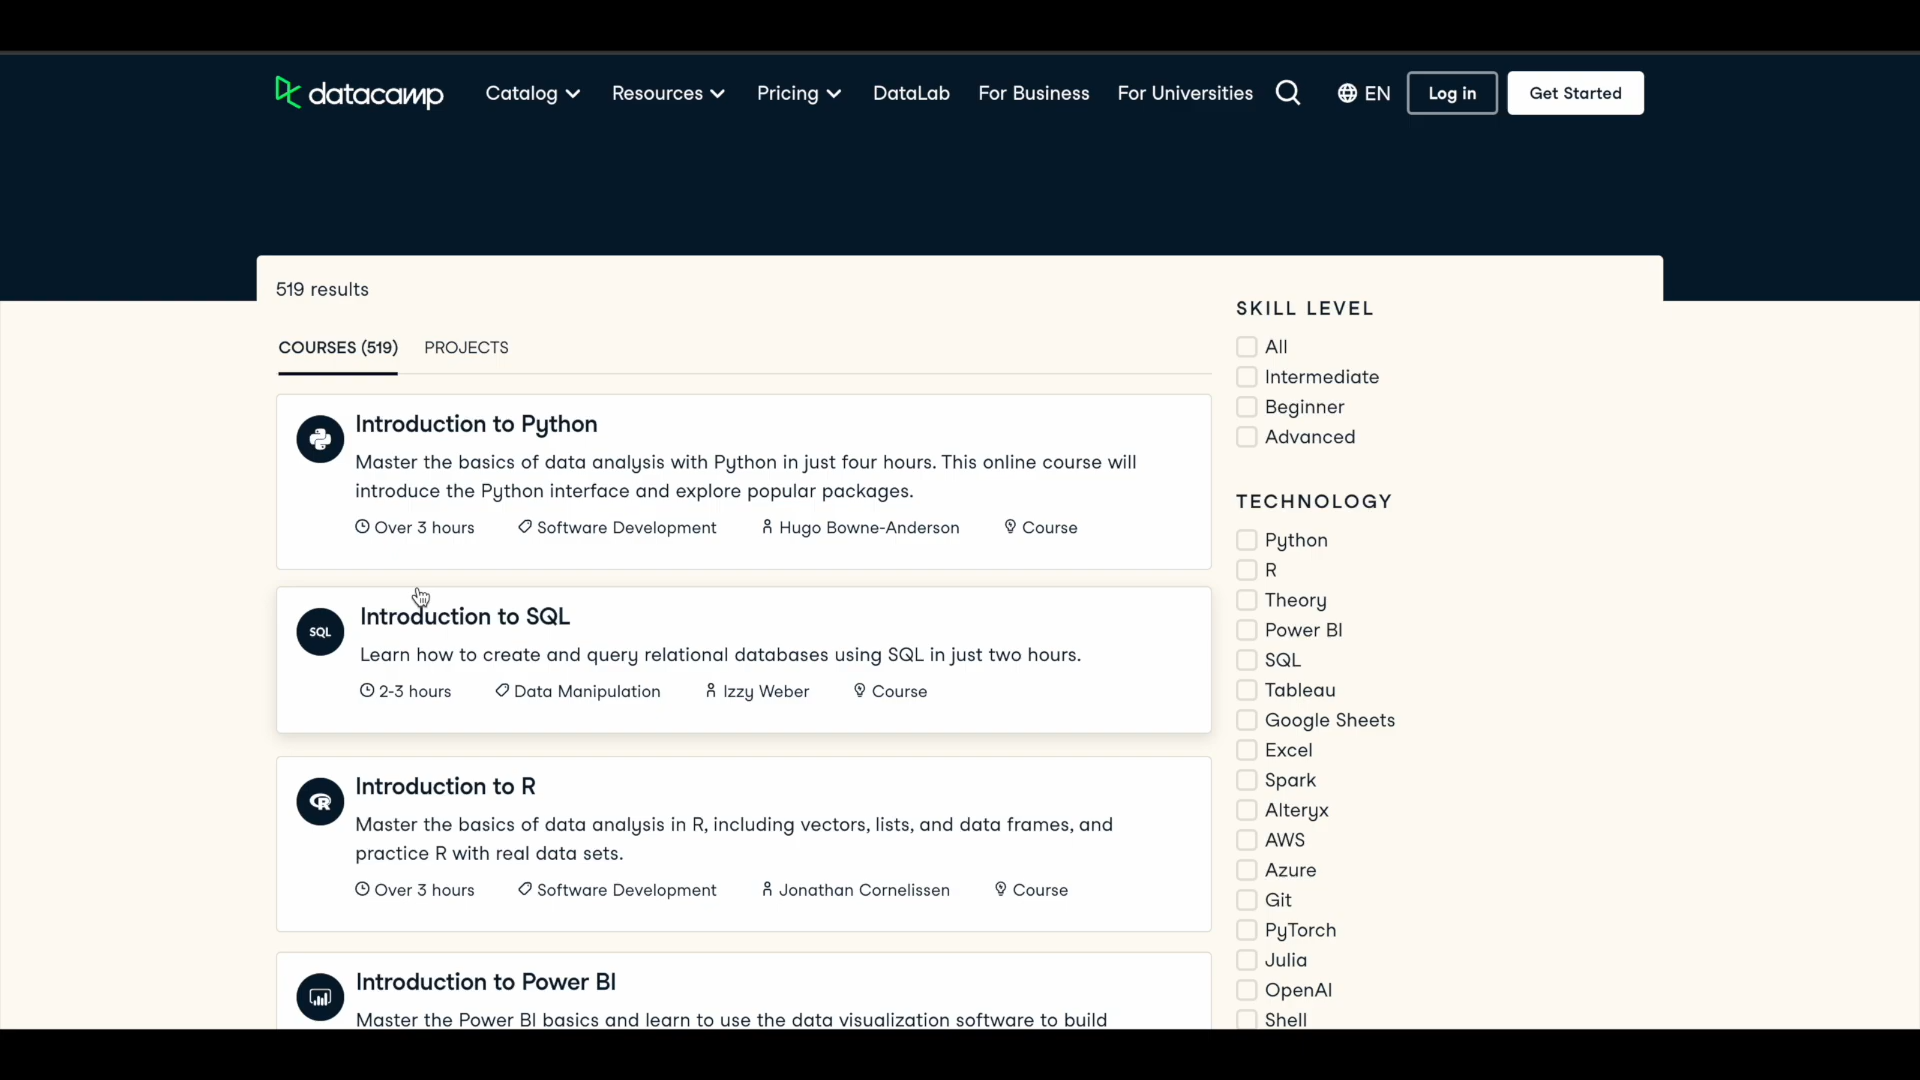 datacamp Catalog Resources Pricing DataLab For Business For Universities EN Log in Get Started
519 results
COURSES (519) PROJECTS
Introduction to Python
Master the basics of data analysis with Python in just four hours. This online course will
introduce the Python interface and explore popular packages.
Over 3 hours Software Development Hugo Bowne-Anderson Course
SQL
Introduction to SQL
Learn how to create and query relational databases using SQL in just two hours.
2-3 hours Data Manipulation Izzy Weber Course
Introduction to R
Master the basics of data analysis in R, including vectors, lists, and data frames, and
practice R with real data sets.
Over 3 hours Software Development Jonathan Cornelissen Course
Introduction to Power BI
Master the Power BI basics and learn to use the data visualization software to build
SKILL LEVEL
All
Intermediate
Beginner
Advanced
TECHNOLOGY
Python
R
Theory
Power BI
SQL
Tableau
Google Sheets
Excel
Spark
Alteryx
AWS
Azure
Git
PyTorch
Julia
OpenAI
Shell